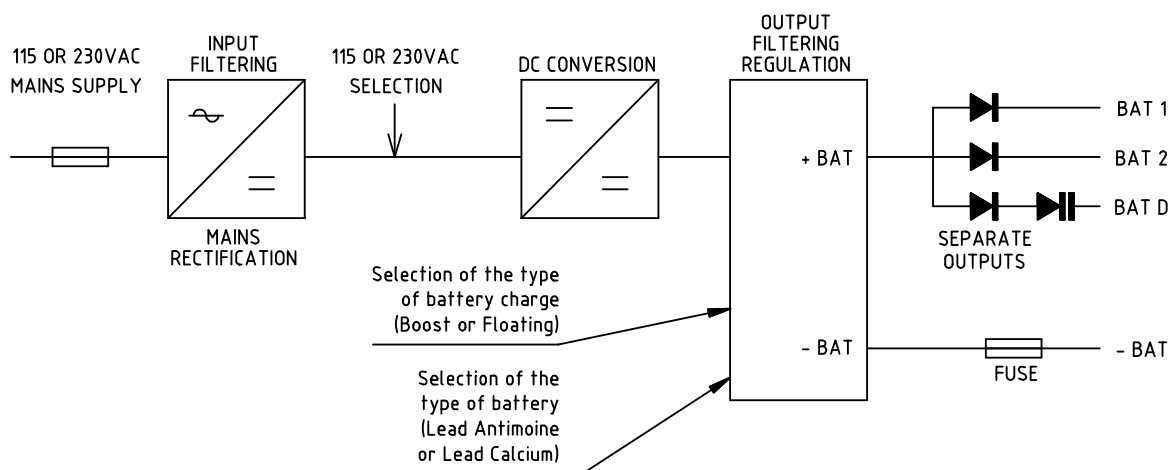 115 OR 230VAC
MAINS SUPPLY
INPUT
FILTERING
MAINS
RECTIFICATION
115 OR 230VAC
SELECTION
DC CONVERSION
OUTPUT
FILTERING
REGULATION
+ BAT
- BAT
BAT 1
BAT 2
BAT D
SEPARATE
OUTPUTS
- BAT
FUSE
Selection of the type
of battery charge
(Boost or Floating)
Selection of the
type of battery
(Lead Antimoine
or Lead Calcium)